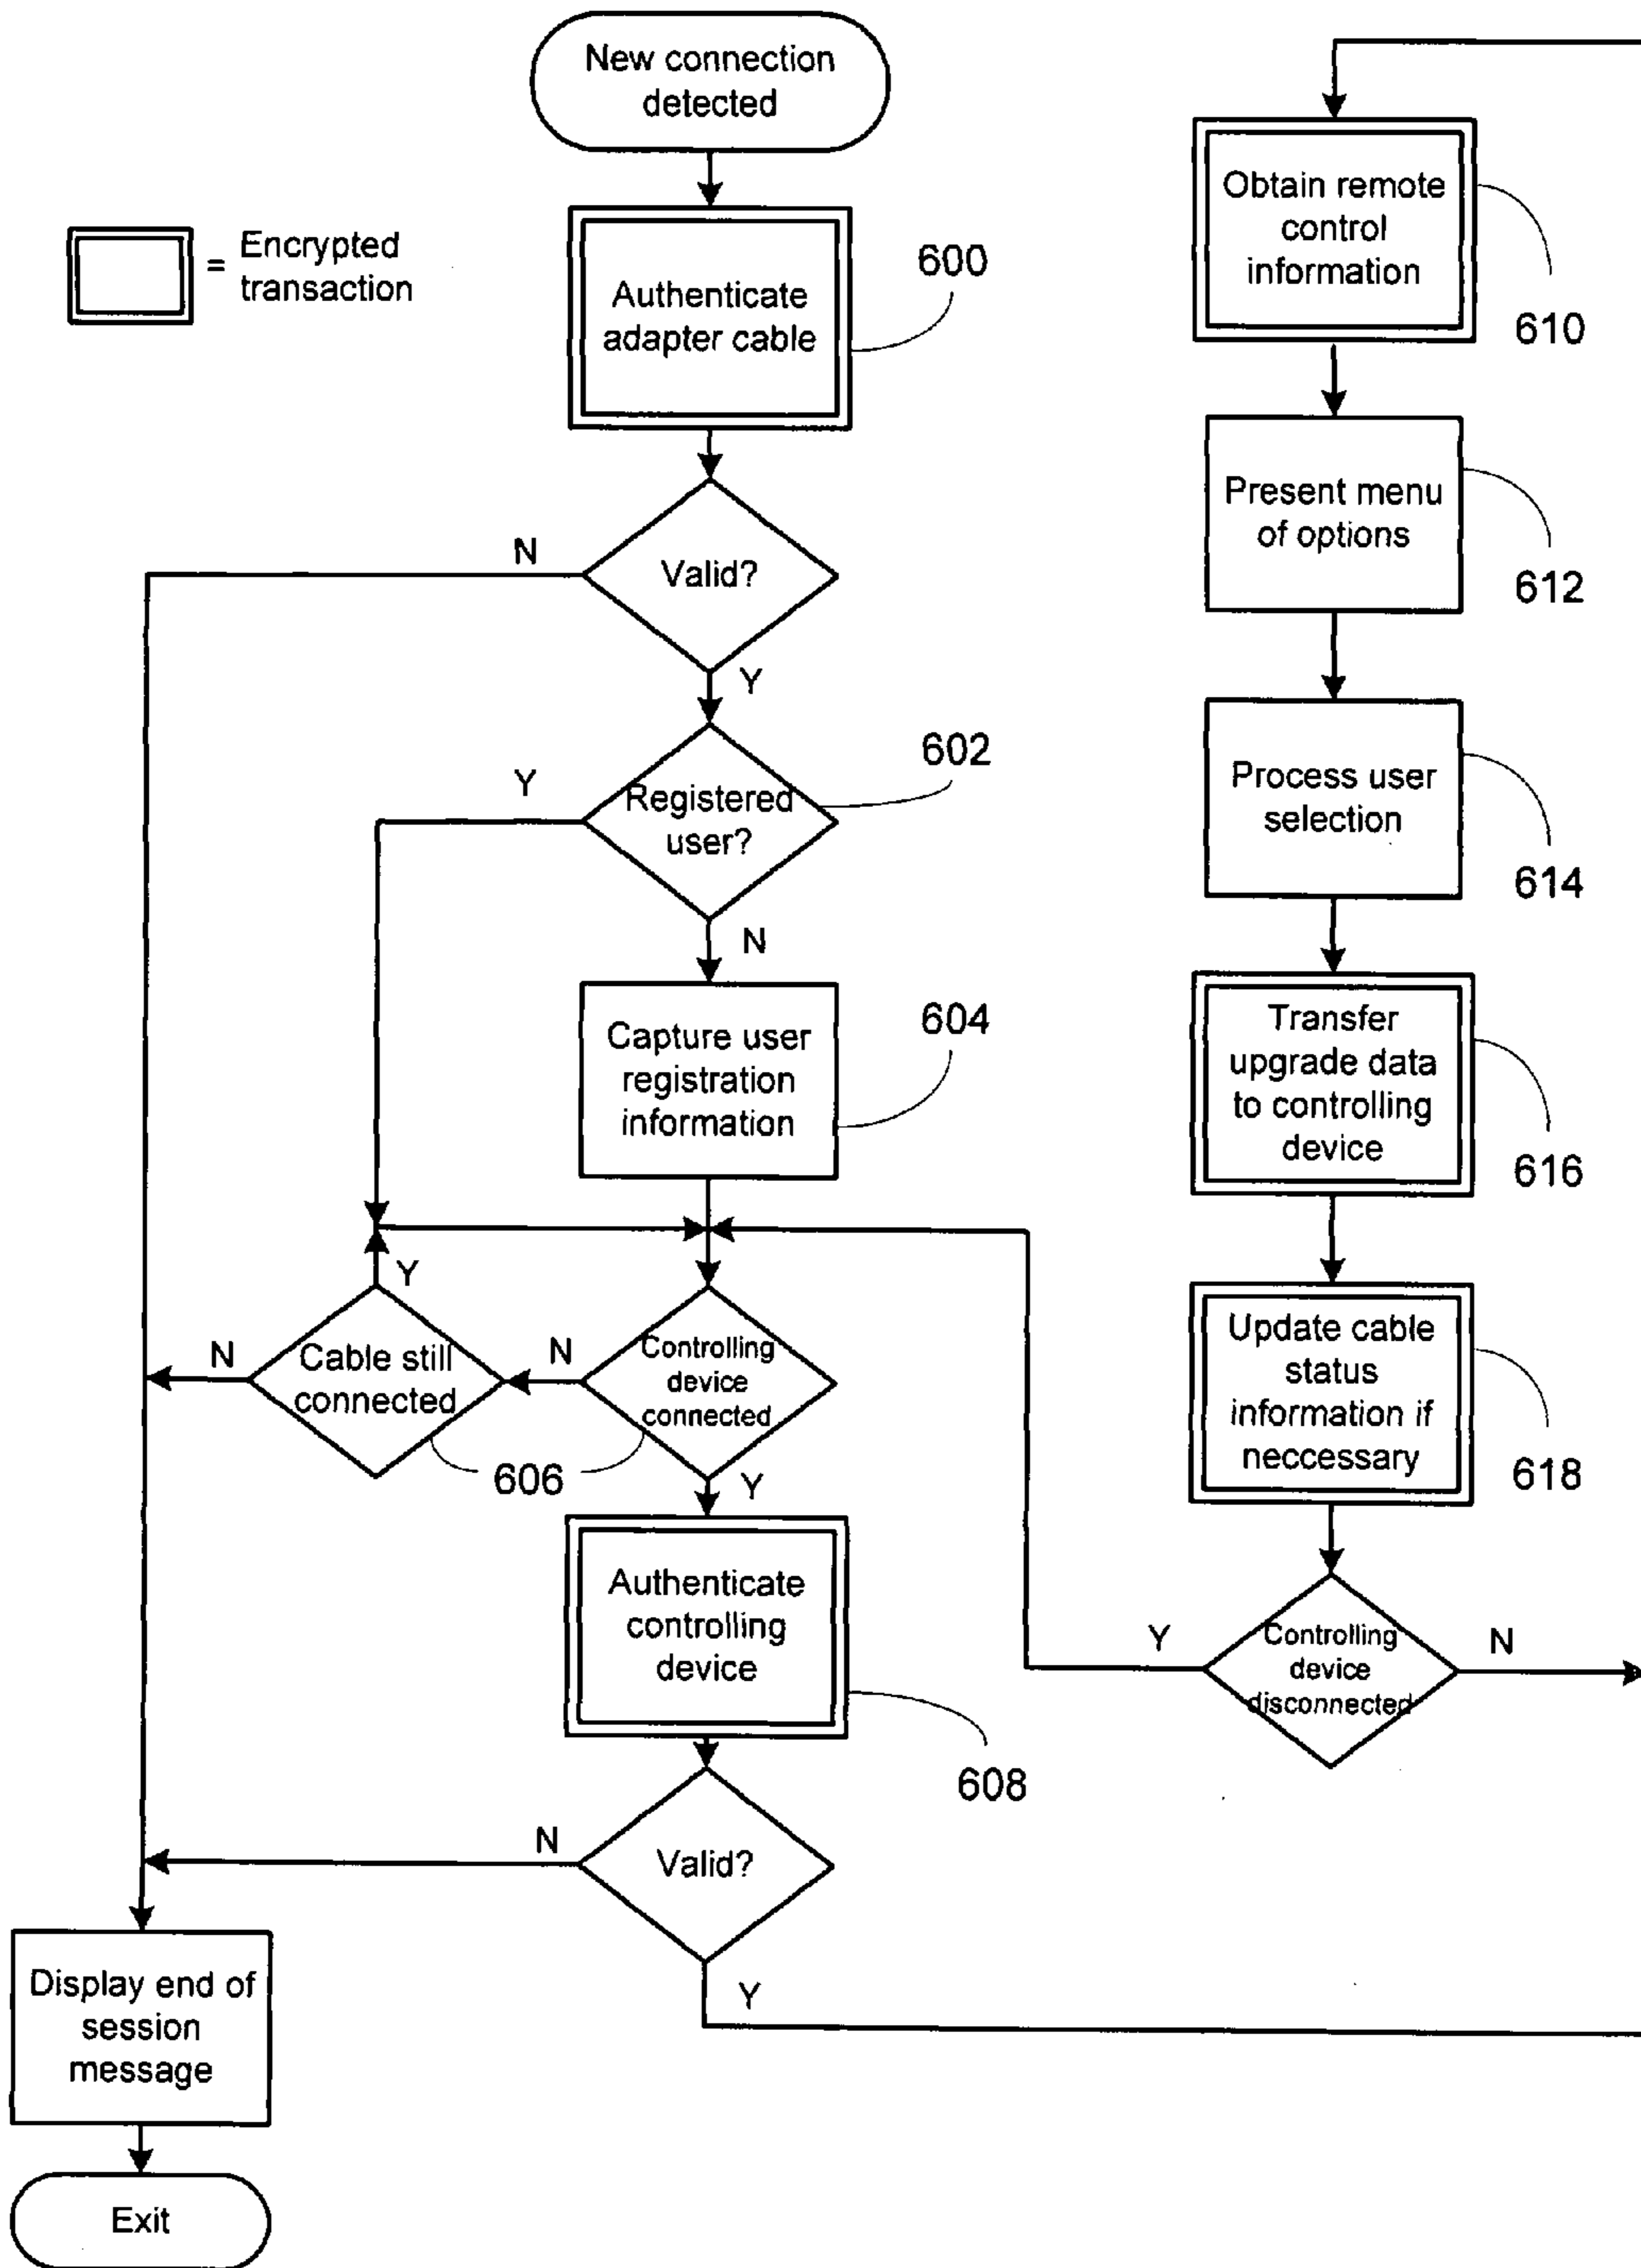 New connection
detected
= Encrypted
transaction
600
Authenticate
adapter cable
Valid?
N
Y
602
Registered
user?
Y
N
604
Capture user
registration
information
Controlling
device
connected
N
Y
Cable still
connected
Y
N
606
Authenticate
controlling
device
608
Valid?
N
Y
Display end of
session
message
Exit
Obtain remote
control
information
610
Present menu
of options
612
Process user
selection
614
Transfer
upgrade data
to controlling
device
616
Update cable
status
information if
neccessary
618
Controlling
device
disconnected
Y
N